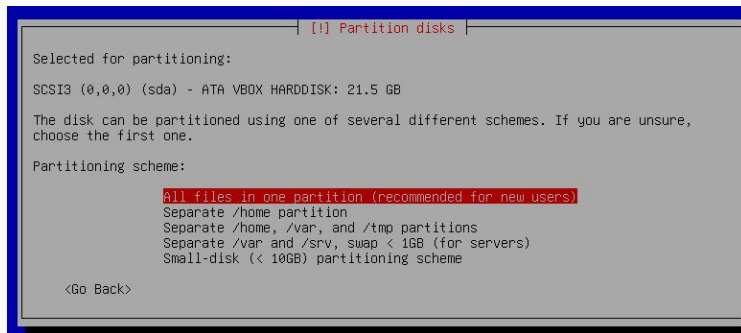 [!] Partition disks
Selected for partitioning:
SCSI3 (0,0,0) (sda) - ATA VBOX HARDDISK: 21.5 GB
The disk can be partitioned using one of several different schemes. If you are unsure,
choose the first one.
Partitioning scheme:
All files in one partition (recommended for new users)
Separate /home partition
Separate /home, /var, and /tmp partitions
Separate /var and /srv, swap < 1GB (for servers)
Small-disk (< 10GB) partitioning scheme
<Go Back>